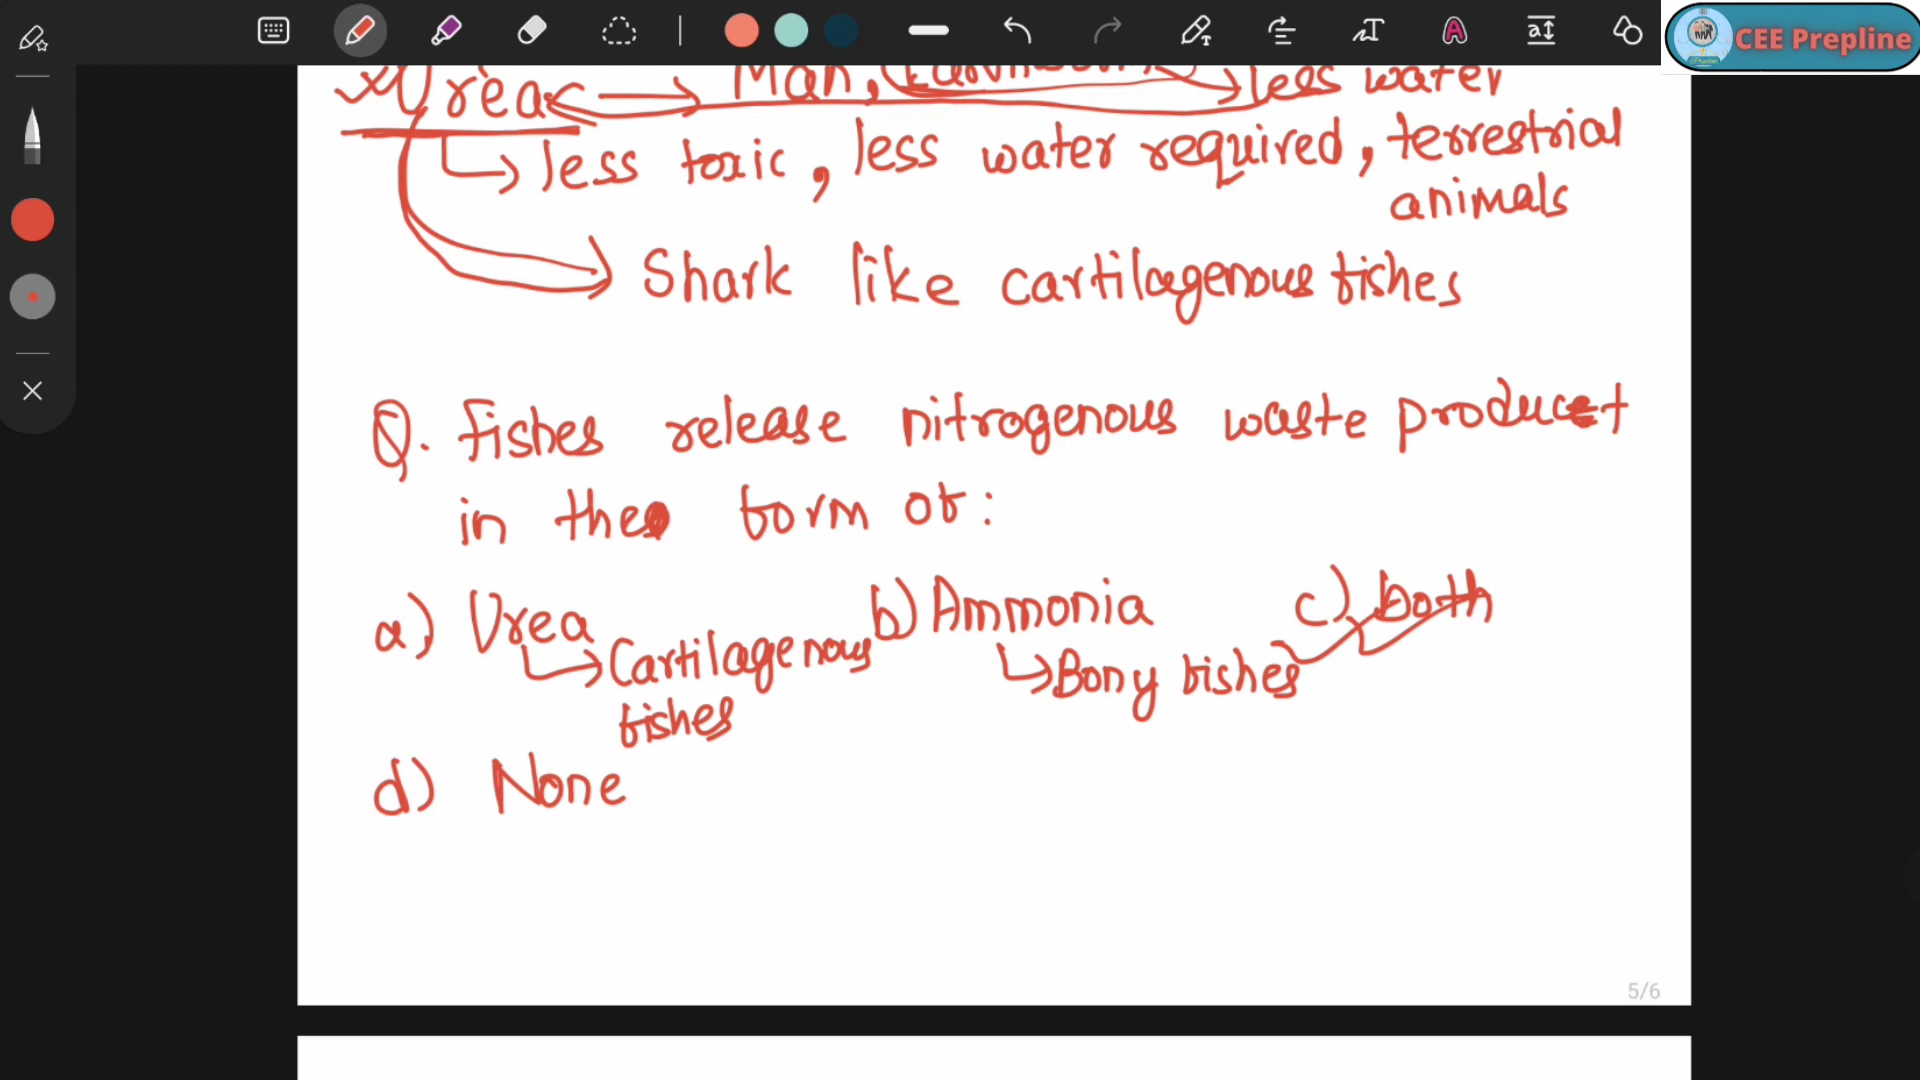 CEE Prepline
Urea → Man, less water
less toxic, less water required, terrestrial
animals
Shark like cartilagenous fishes
Q. Fishes release nitrogenous waste product
in the form of:
a) Urea b) Ammonia c) both
Cartilagenous Bony fishes
fishes
d) None
5/6